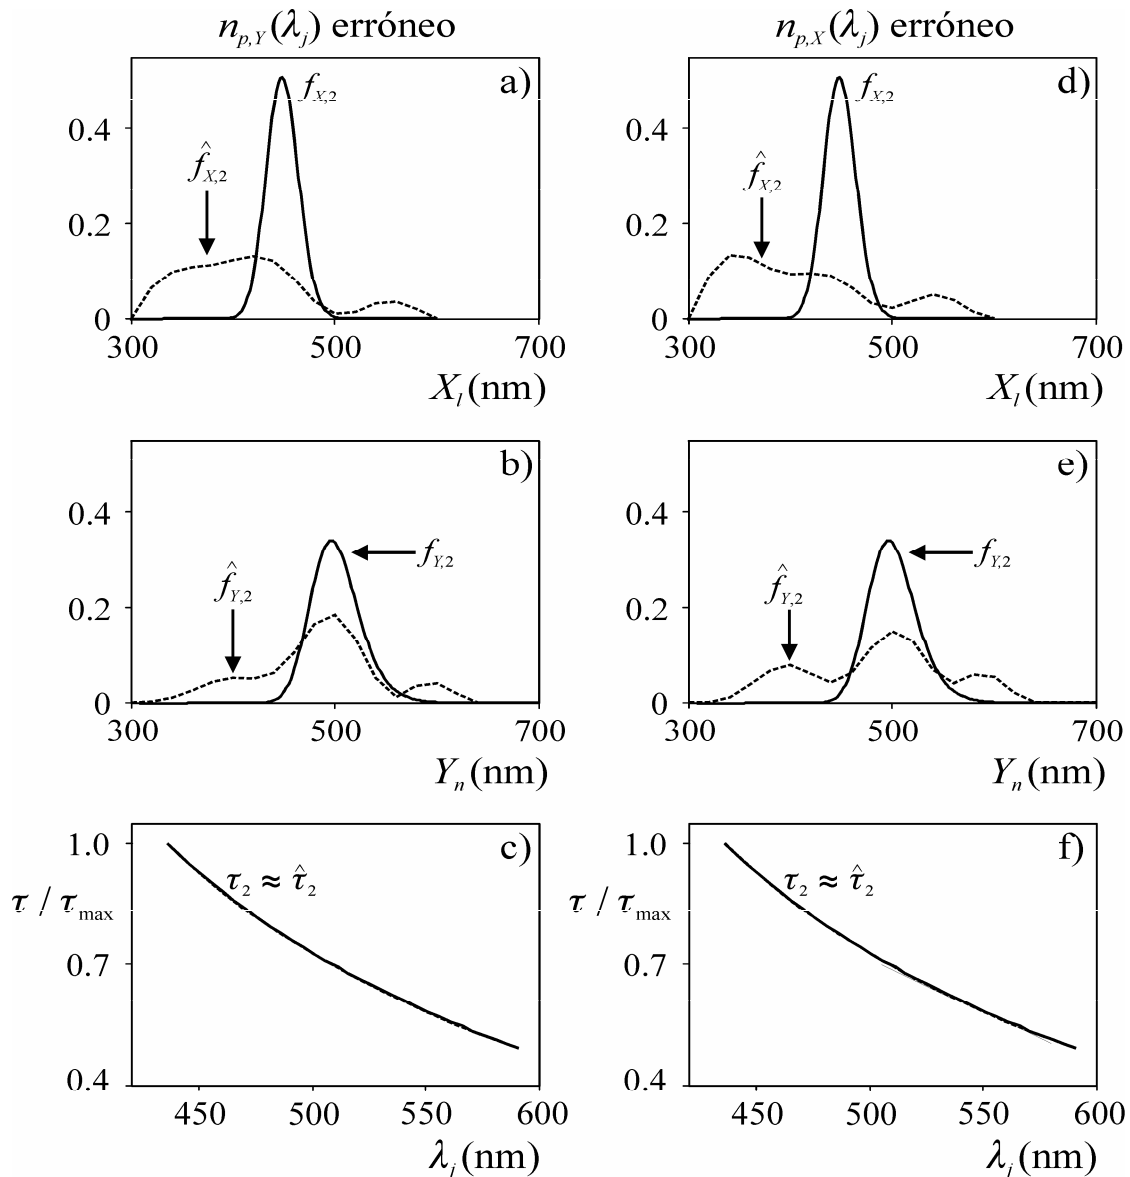 n_{p,Y}(λ_j) erróneo
a)
f_{X,2}
0.4
f̂_{X,2}
0.2
0
300 500 700
X_l (nm)
b)
0.4
f_{Y,2}
f̂_{Y,2}
0.2
0
300 500 700
Y_n (nm)
c)
1.0
τ_2 ≈ τ̂_2
τ / τ_max
0.7
0.4
450 500 550 600
λ_j (nm)
n_{p,X}(λ_j) erróneo
d)
f_{X,2}
0.4
f̂_{X,2}
0.2
0
300 500 700
X_l (nm)
e)
0.4
f_{Y,2}
f̂_{Y,2}
0.2
0
300 500 700
Y_n (nm)
f)
1.0
τ_2 ≈ τ̂_2
τ / τ_max
0.7
0.4
450 500 550 600
λ_j (nm)